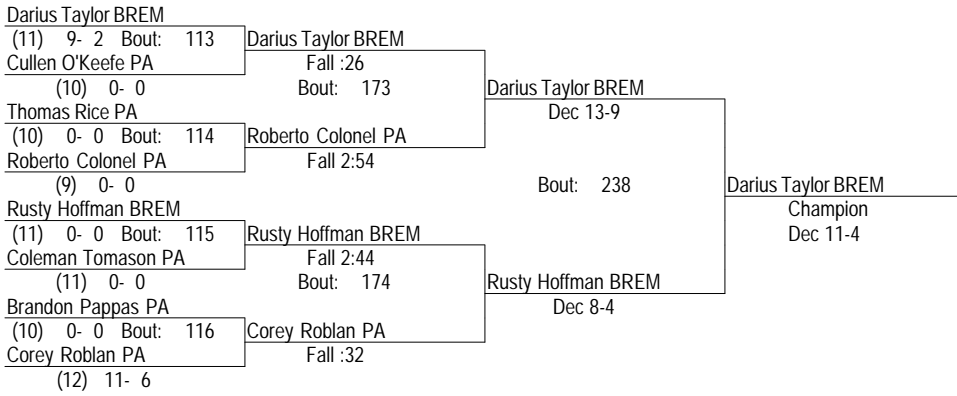 Darius Taylor BREM
(11) 9- 2 Bout: 113
Darius Taylor BREM
Cullen O'Keefe PA
Fall :26
(10) 0- 0
Bout: 173
Darius Taylor BREM
Thomas Rice PA
Dec 13-9
(10) 0- 0 Bout: 114
Roberto Colonel PA
Roberto Colonel PA
Fall 2:54
(9) 0- 0
Bout: 238
Darius Taylor BREM
Rusty Hoffman BREM
Champion
(11) 0- 0 Bout: 115
Rusty Hoffman BREM
Dec 11-4
Coleman Tomason PA
Fall 2:44
(11) 0- 0
Bout: 174
Rusty Hoffman BREM
Brandon Pappas PA
Dec 8-4
(10) 0- 0 Bout: 116
Corey Roblan PA
Corey Roblan PA
Fall :32
(12) 11- 6